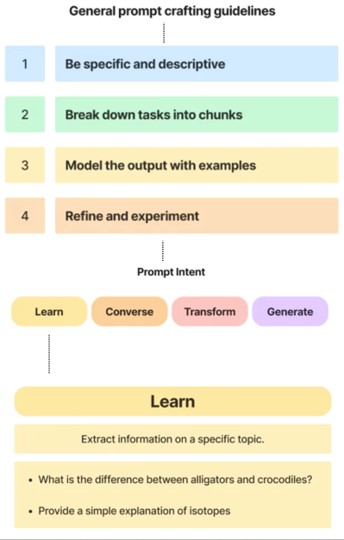 General prompt crafting guidelines
1 Be specific and descriptive
2 Break down tasks into chunks
3 Model the output with examples
4 Refine and experiment
Prompt Intent
Learn Converse Transform Generate
Learn
Extract information on a specific topic.
• What is the difference between alligators and crocodiles?
• Provide a simple explanation of isotopes